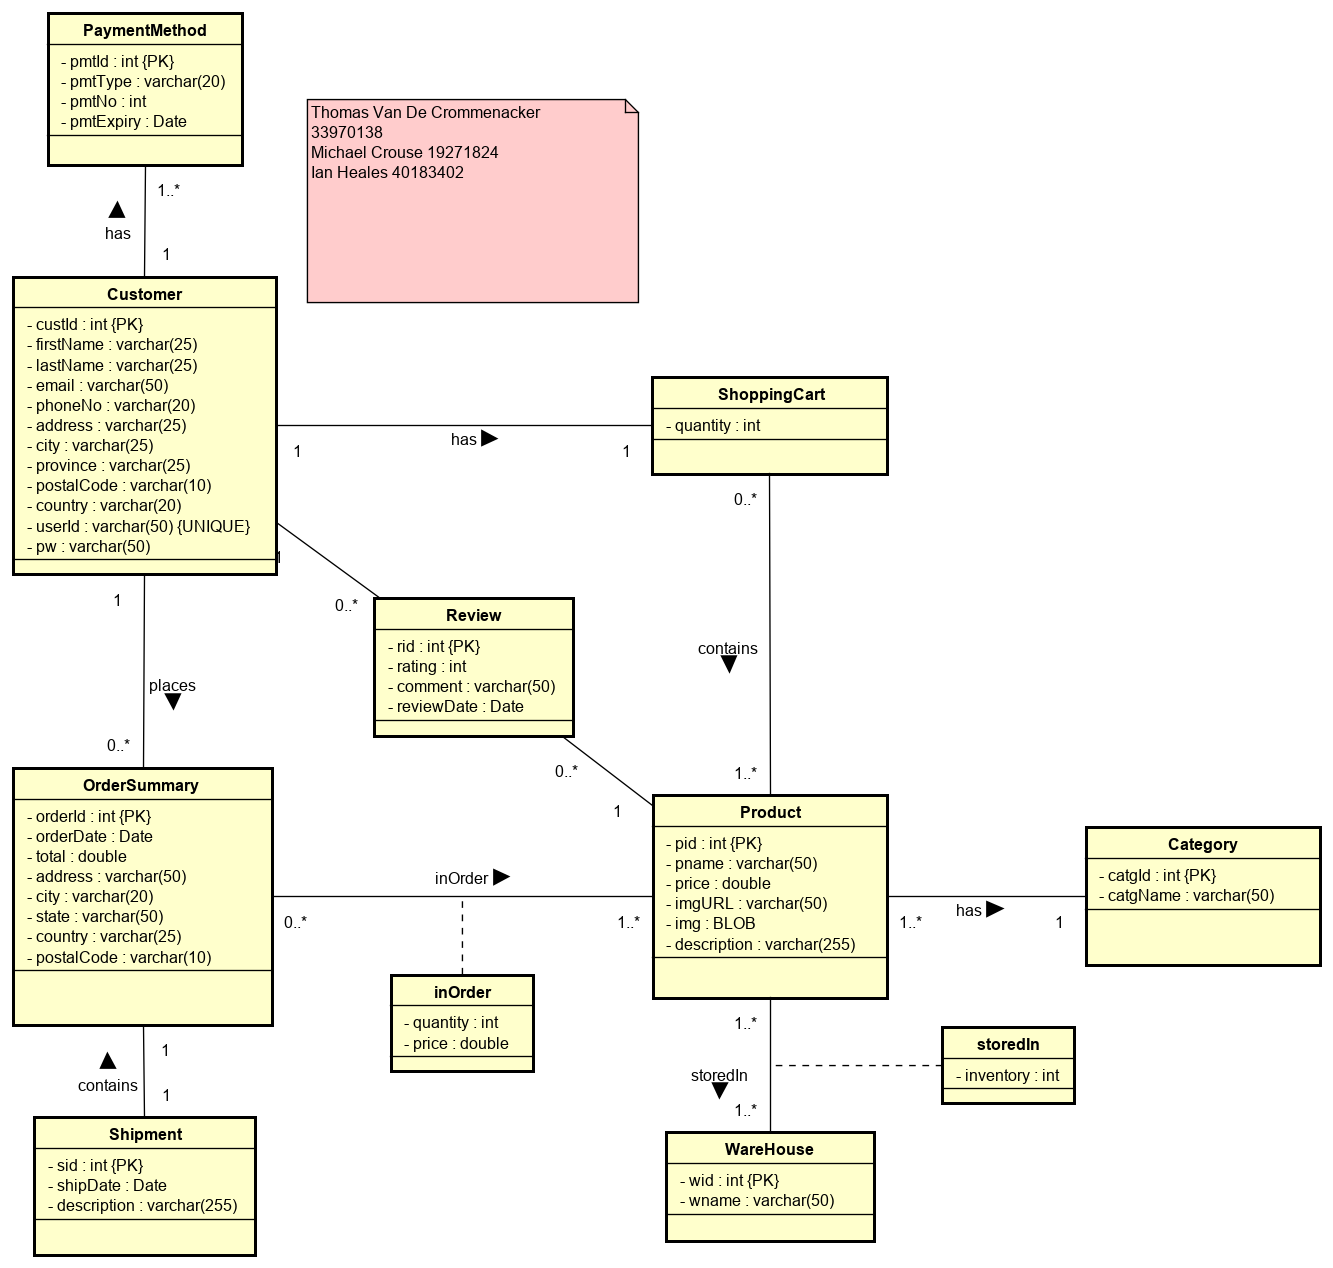 PaymentMethod
- pmtId : int {PK}
- pmtType : varchar(20)
- pmtNo : int
- pmtExpiry : Date
Thomas Van De Crommenacker
33970138
Michael Crouse 19271824
Ian Heales 40183402
1..*
has
1
Customer
- custId : int {PK}
- firstName : varchar(25)
- lastName : varchar(25)
- email : varchar(50)
- phoneNo : varchar(20)
- address : varchar(25)
- city : varchar(25)
- province : varchar(25)
- postalCode : varchar(10)
- country : varchar(20)
- userId : varchar(50) {UNIQUE}
- pw : varchar(50)
1
has
1
ShoppingCart
- quantity : int
0..*
contains
1..*
1
0..*
Review
- rid : int {PK}
- rating : int
- comment : varchar(50)
- reviewDate : Date
0..*
1
1
places
0..*
OrderSummary
- orderId : int {PK}
- orderDate : Date
- total : double
- address : varchar(50)
- city : varchar(20)
- state : varchar(50)
- country : varchar(25)
- postalCode : varchar(10)
inOrder
0..*
1..*
inOrder
- quantity : int
- price : double
Product
- pid : int {PK}
- pname : varchar(50)
- price : double
- imgURL : varchar(50)
- img : BLOB
- description : varchar(255)
1..*
has
1
Category
- catgId : int {PK}
- catgName : varchar(50)
1..*
storedIn
1..*
storedIn
- inventory : int
WareHouse
- wid : int {PK}
- wname : varchar(50)
1
contains
1
Shipment
- sid : int {PK}
- shipDate : Date
- description : varchar(255)